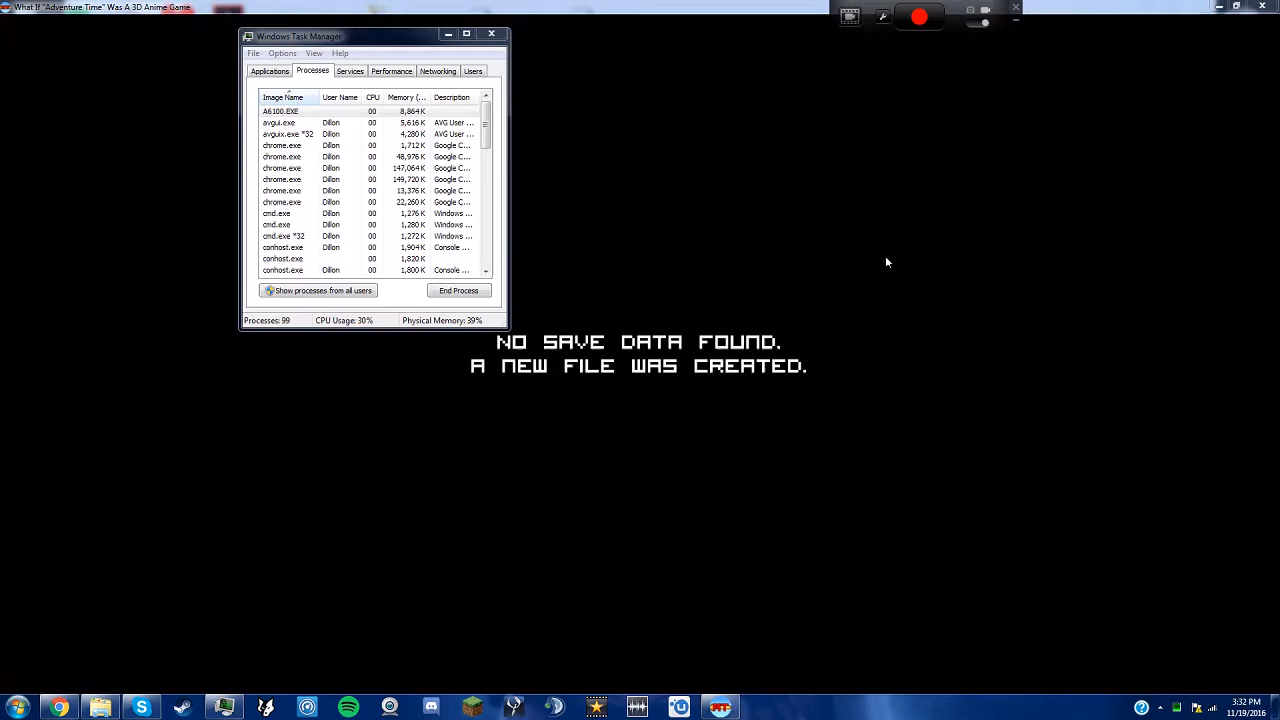 What If "Adventure Time" Was A 3D Anime Game
Windows Task Manager
File Options View Help
Applications Processes Services Performance Networking Users
Image Name User Name CPU Memory (... Description
A6100.EXE 00 8,864 K
avgui.exe Dillon 00 5,616 K AVG User ...
avguix.exe *32 Dillon 00 4,280 K AVG User ...
chrome.exe Dillon 00 1,712 K Google C...
chrome.exe Dillon 00 48,976 K Google C...
chrome.exe Dillon 00 147,064 K Google C...
chrome.exe Dillon 00 149,720 K Google C...
chrome.exe Dillon 00 13,376 K Google C...
chrome.exe Dillon 00 22,260 K Google C...
cmd.exe Dillon 00 1,276 K Windows ...
cmd.exe Dillon 00 1,280 K Windows ...
cmd.exe *32 Dillon 00 1,272 K Windows ...
conhost.exe Dillon 00 1,904 K Console ...
conhost.exe 00 1,820 K
conhost.exe Dillon 00 1,800 K Console ...
Show processes from all users End Process
Processes: 99 CPU Usage: 30% Physical Memory: 39%
NO SAVE DATA FOUND.
A NEW FILE WAS CREATED.
3:32 PM
11/19/2016